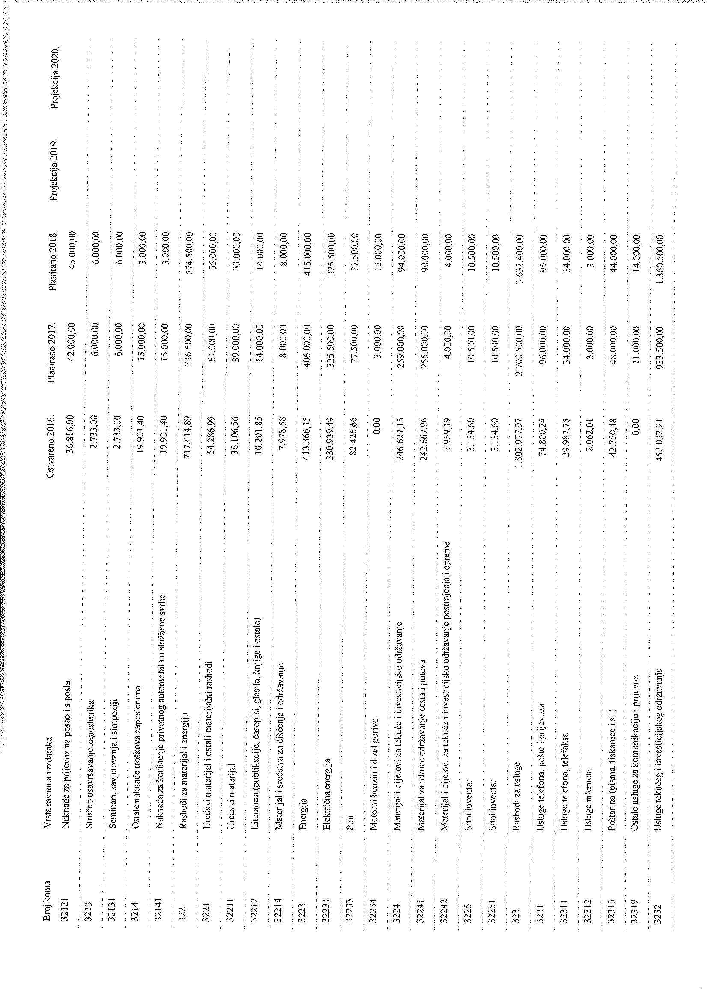 Broj konta Vrsta rashoda i izdataka Ostvareno 2016. Planirano 2017. Planirano 2018. Projekcija 2019. Projekcija 2020.
32121 Naknade za prijevoz na posao i s posla 36.816,00 42.000,00 45.000,00
3213 Stručno usavršavanje zaposlenika 2.733,00 6.000,00 6.000,00
32131 Seminari, savjetovanja i simpoziji 2.733,00 6.000,00 6.000,00
3214 Ostale naknade troškova zaposlenima 19.901,40 15.000,00 3.000,00
32141 Naknada za korištenje privatnog automobila u službene svrhe 19.901,40 15.000,00 3.000,00
322 Rashodi za materijal i energiju 717.414,89 736.500,00 574.500,00
3221 Uredski materijal i ostali materijalni rashodi 54.286,99 61.000,00 55.000,00
32211 Uredski materijal 36.106,56 39.000,00 33.000,00
32212 Literatura (publikacije, časopisi, glasila, knjige i ostalo) 10.201,85 14.000,00 14.000,00
32214 Materijal i sredstva za čišćenje i održavanje 7.978,58 8.000,00 8.000,00
3223 Energija 413.366,15 406.000,00 415.000,00
32231 Električna energija 330.939,49 325.500,00 325.500,00
32233 Plin 82.426,66 77.500,00 77.500,00
32234 Motorni benzin i dizel gorivo 0,00 3.000,00 12.000,00
3224 Materijal i dijelovi za tekuće i investicijsko održavanje 246.627,15 259.000,00 94.000,00
32241 Materijal za tekuće održavanje cesta i puteva 242.667,96 255.000,00 90.000,00
32242 Materijal i dijelovi za tekuće i investicijsko održavanje postrojenja i opreme 3.959,19 4.000,00 4.000,00
3225 Sitni inventar 3.134,60 10.500,00 10.500,00
32251 Sitni inventar 3.134,60 10.500,00 10.500,00
323 Rashodi za usluge 1.802.977,97 2.700.500,00 3.631.400,00
3231 Usluge telefona, pošte i prijevoza 74.800,24 96.000,00 95.000,00
32311 Usluge telefona, telefaksa 29.987,75 34.000,00 34.000,00
32312 Usluge interneta 2.062,01 3.000,00 3.000,00
32313 Poštarina (pisma, tiskanice i sl.) 42.750,48 48.000,00 44.000,00
32319 Ostale usluge za komunikaciju i prijevoz 0,00 11.000,00 14.000,00
3232 Usluge tekućeg i investicijskog održavanja 452.032,21 933.500,00 1.360.500,00